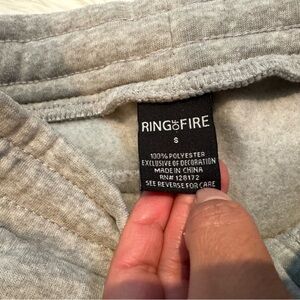 RING OF FIRE
S
100% POLYESTER
EXCLUSIVE OF DECORATION
MADE IN CHINA
RN# 128172
SEE REVERSE FOR CARE